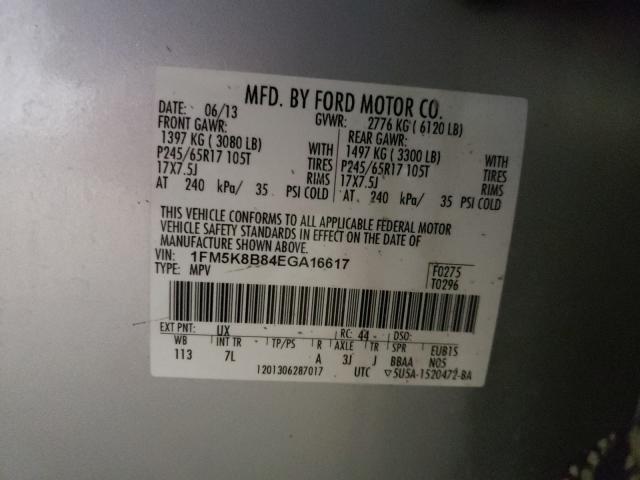 MFD. BY FORD MOTOR CO.
DATE: 06/13 GVWR: 2776 KG ( 6120 LB)
FRONT GAWR: REAR GAWR:
1397 KG ( 3080 LB) WITH 1497 KG ( 3300 LB) WITH
P245/65R17 105T TIRES P245/65R17 105T TIRES
17X7.5J RIMS 17X7.5J RIMS
AT 240 kPa/ 35 PSI COLD AT 240 kPa/ 35 PSI COLD
THIS VEHICLE CONFORMS TO ALL APPLICABLE FEDERAL MOTOR
VEHICLE SAFETY STANDARDS IN EFFECT ON THE DATE OF
MANUFACTURE SHOWN ABOVE.
VIN: 1FM5K8B84EGA16617 F0275
TYPE: MPV T0296
EXT PNT: UX RC: 44 DSO:
WB INT TR TP/PS R AXLE TR SPR EUB1S
113 7L A 3J J BBAA N05
1201306287017 UTC ▽5U5A-1520472-BA